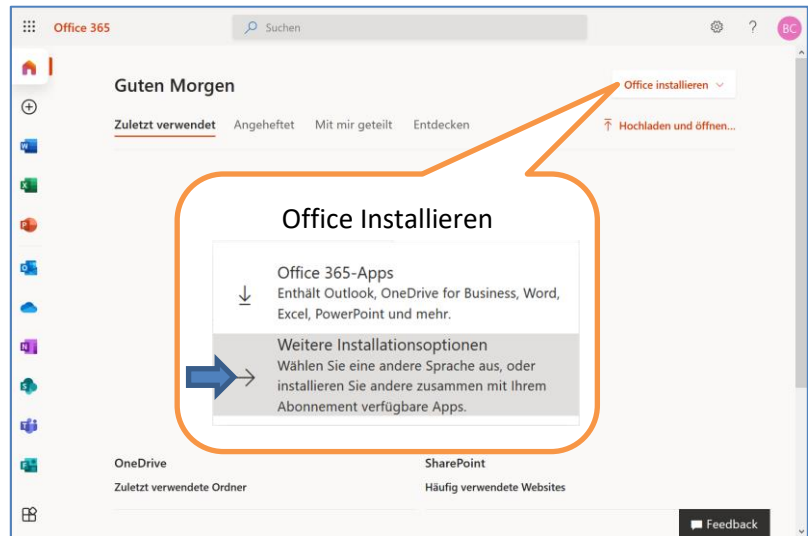 Office 365
Suchen
?
BC
Guten Morgen
Office installieren
Zuletzt verwendet Angeheftet Mit mir geteilt Entdecken
Hochladen und öffnen...
Office Installieren
Office 365-Apps
Enthält Outlook, OneDrive for Business, Word,
Excel, PowerPoint und mehr.
Weitere Installationsoptionen
Wählen Sie eine andere Sprache aus, oder
installieren Sie andere zusammen mit Ihrem
Abonnement verfügbare Apps.
OneDrive
SharePoint
Zuletzt verwendete Ordner
Häufig verwendete Websites
Feedback